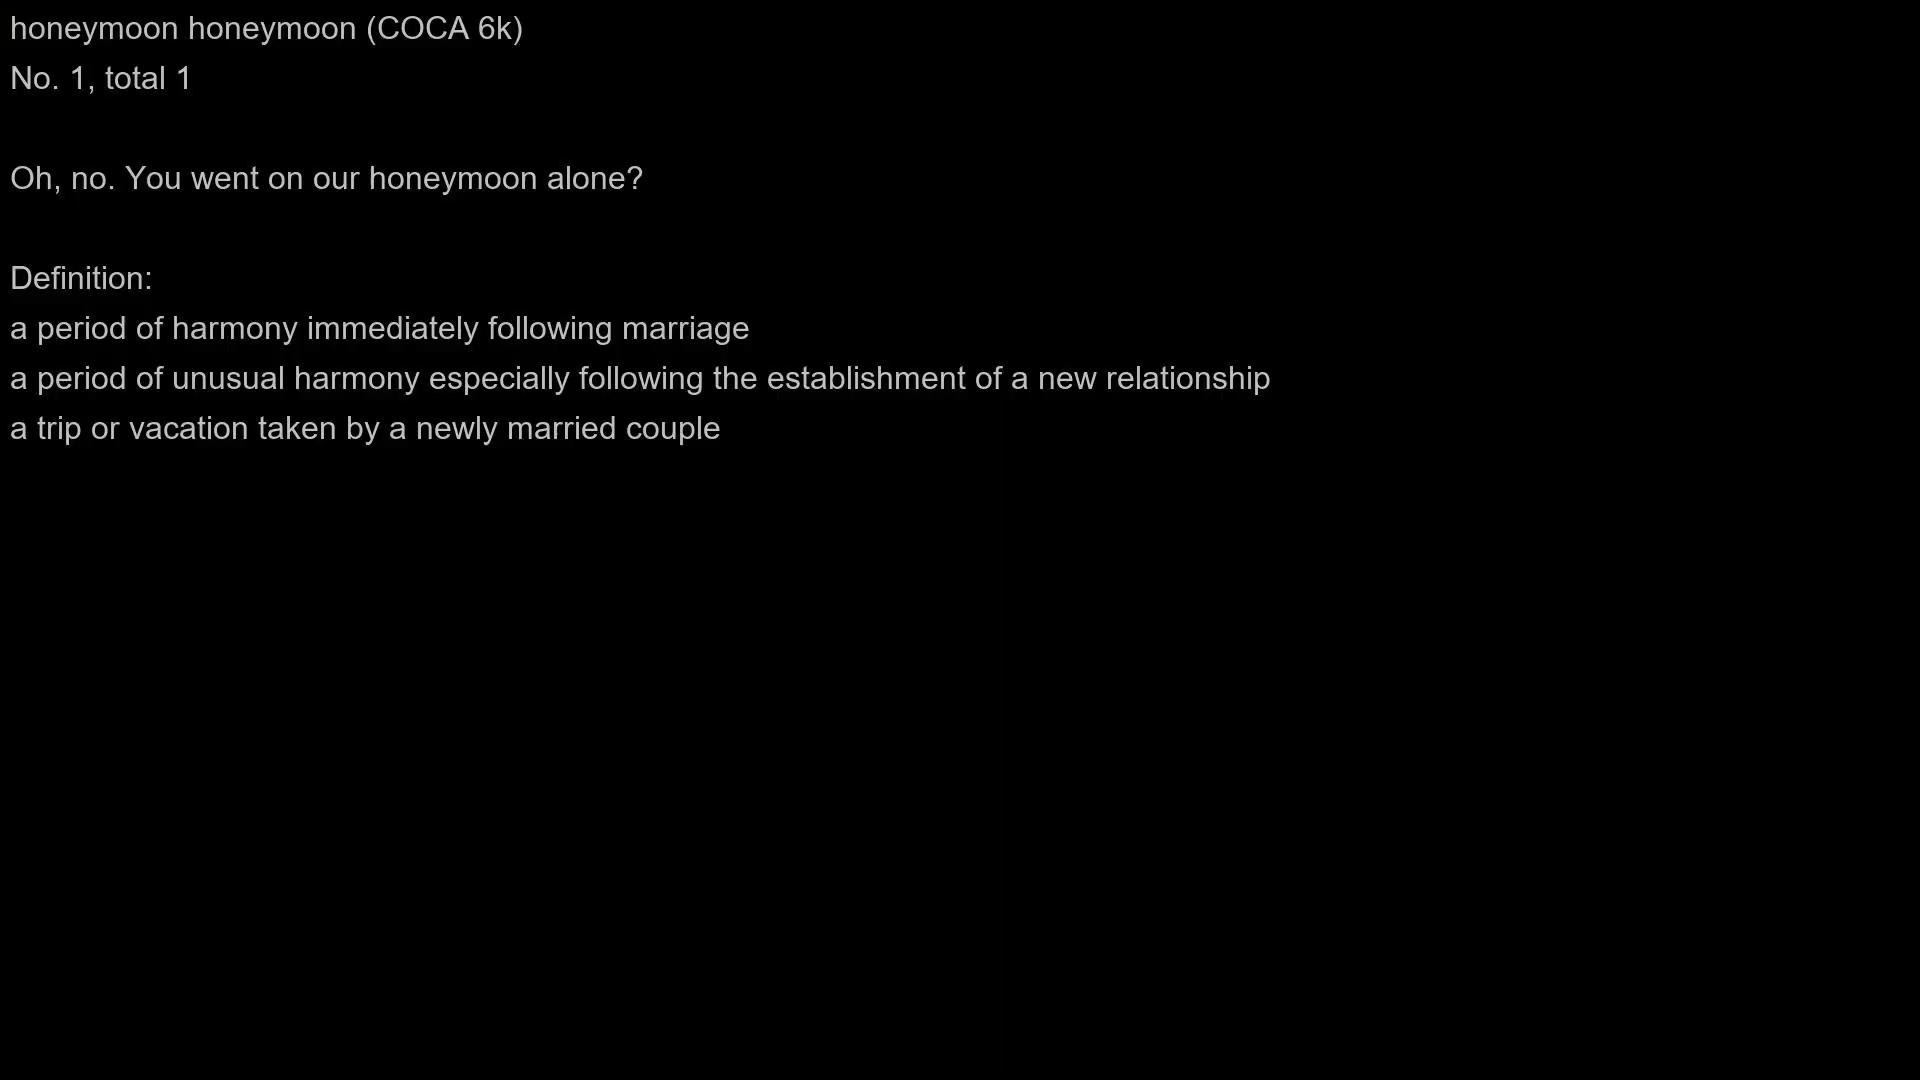 honeymoon honeymoon (COCA 6k)
No. 1, total 1
Oh, no. You went on our honeymoon alone?
Definition:
a period of harmony immediately following marriage
a period of unusual harmony especially following the establishment of a new relationship
a trip or vacation taken by a newly married couple